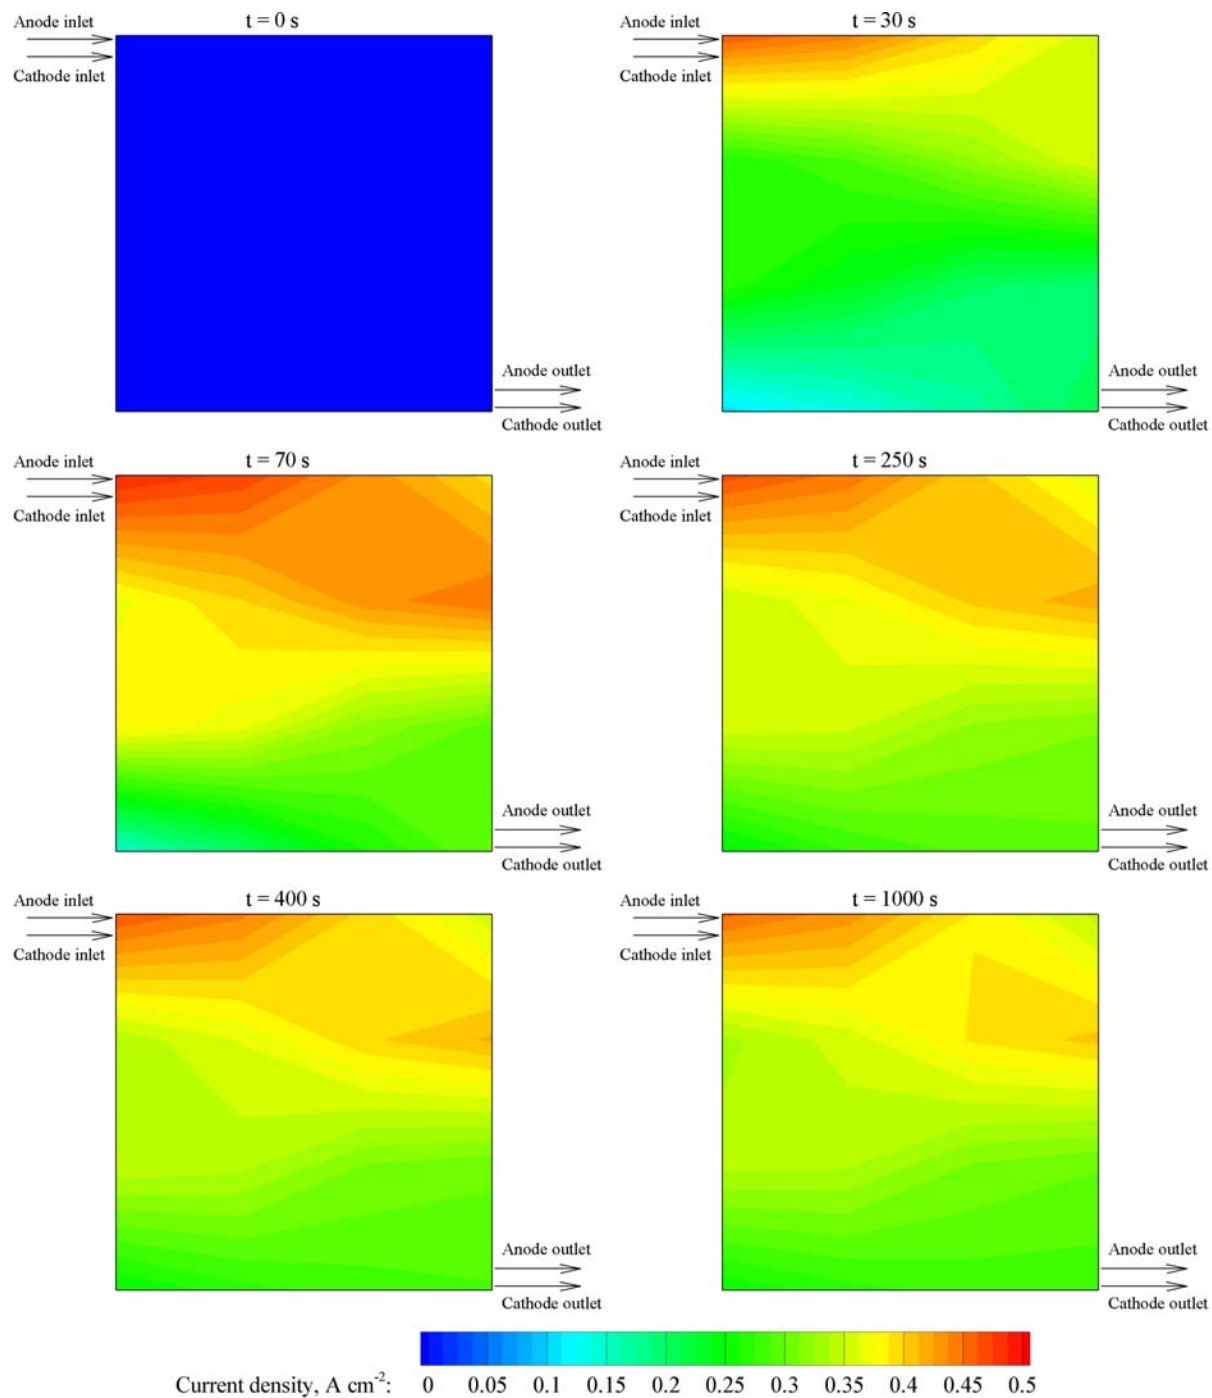 t = 0 s
Anode inlet
Cathode inlet
Anode outlet
Cathode outlet
t = 30 s
Anode inlet
Cathode inlet
Anode outlet
Cathode outlet
t = 70 s
Anode inlet
Cathode inlet
Anode outlet
Cathode outlet
t = 250 s
Anode inlet
Cathode inlet
Anode outlet
Cathode outlet
t = 400 s
Anode inlet
Cathode inlet
Anode outlet
Cathode outlet
t = 1000 s
Anode inlet
Cathode inlet
Anode outlet
Cathode outlet
Current density, A cm⁻²: 0 0.05 0.1 0.15 0.2 0.25 0.3 0.35 0.4 0.45 0.5